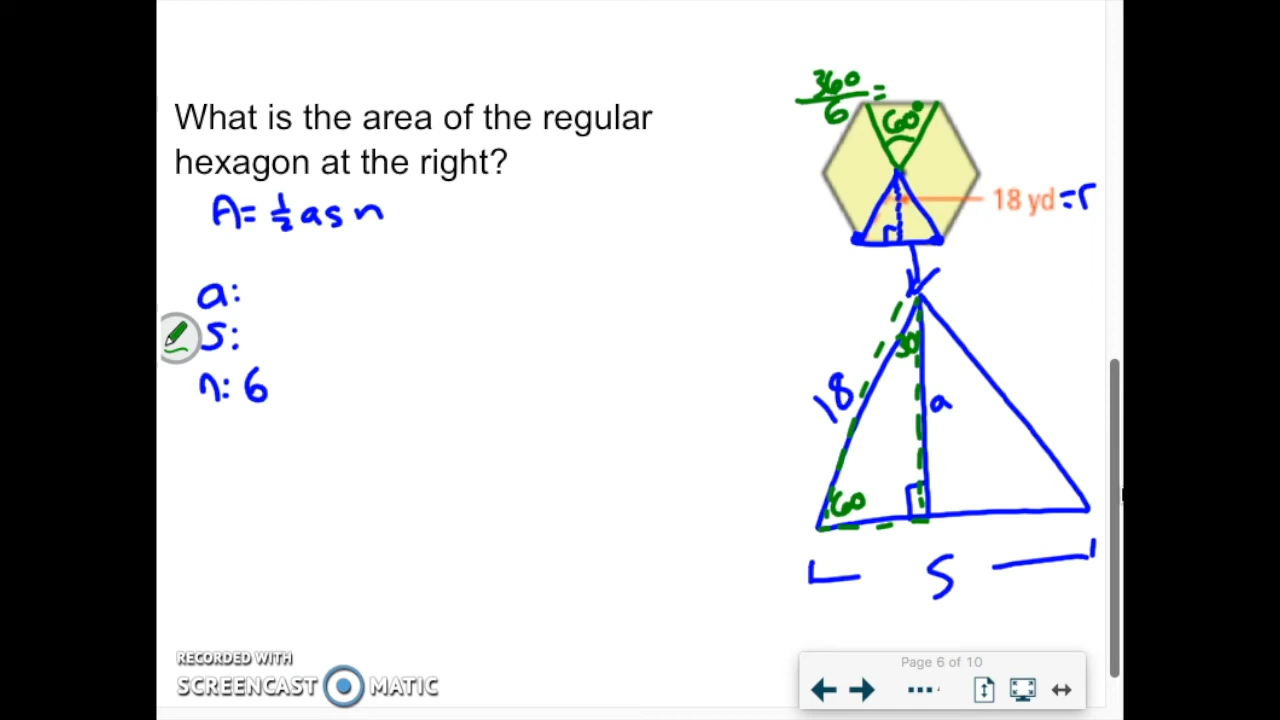 What is the area of the regular
hexagon at the right?
A = ½ a s n
a:
s:
n: 6
360/6 =
60°
18 yd = r
30
18
a
60
s
RECORDED WITH
SCREENCAST MATIC
Page 6 of 10